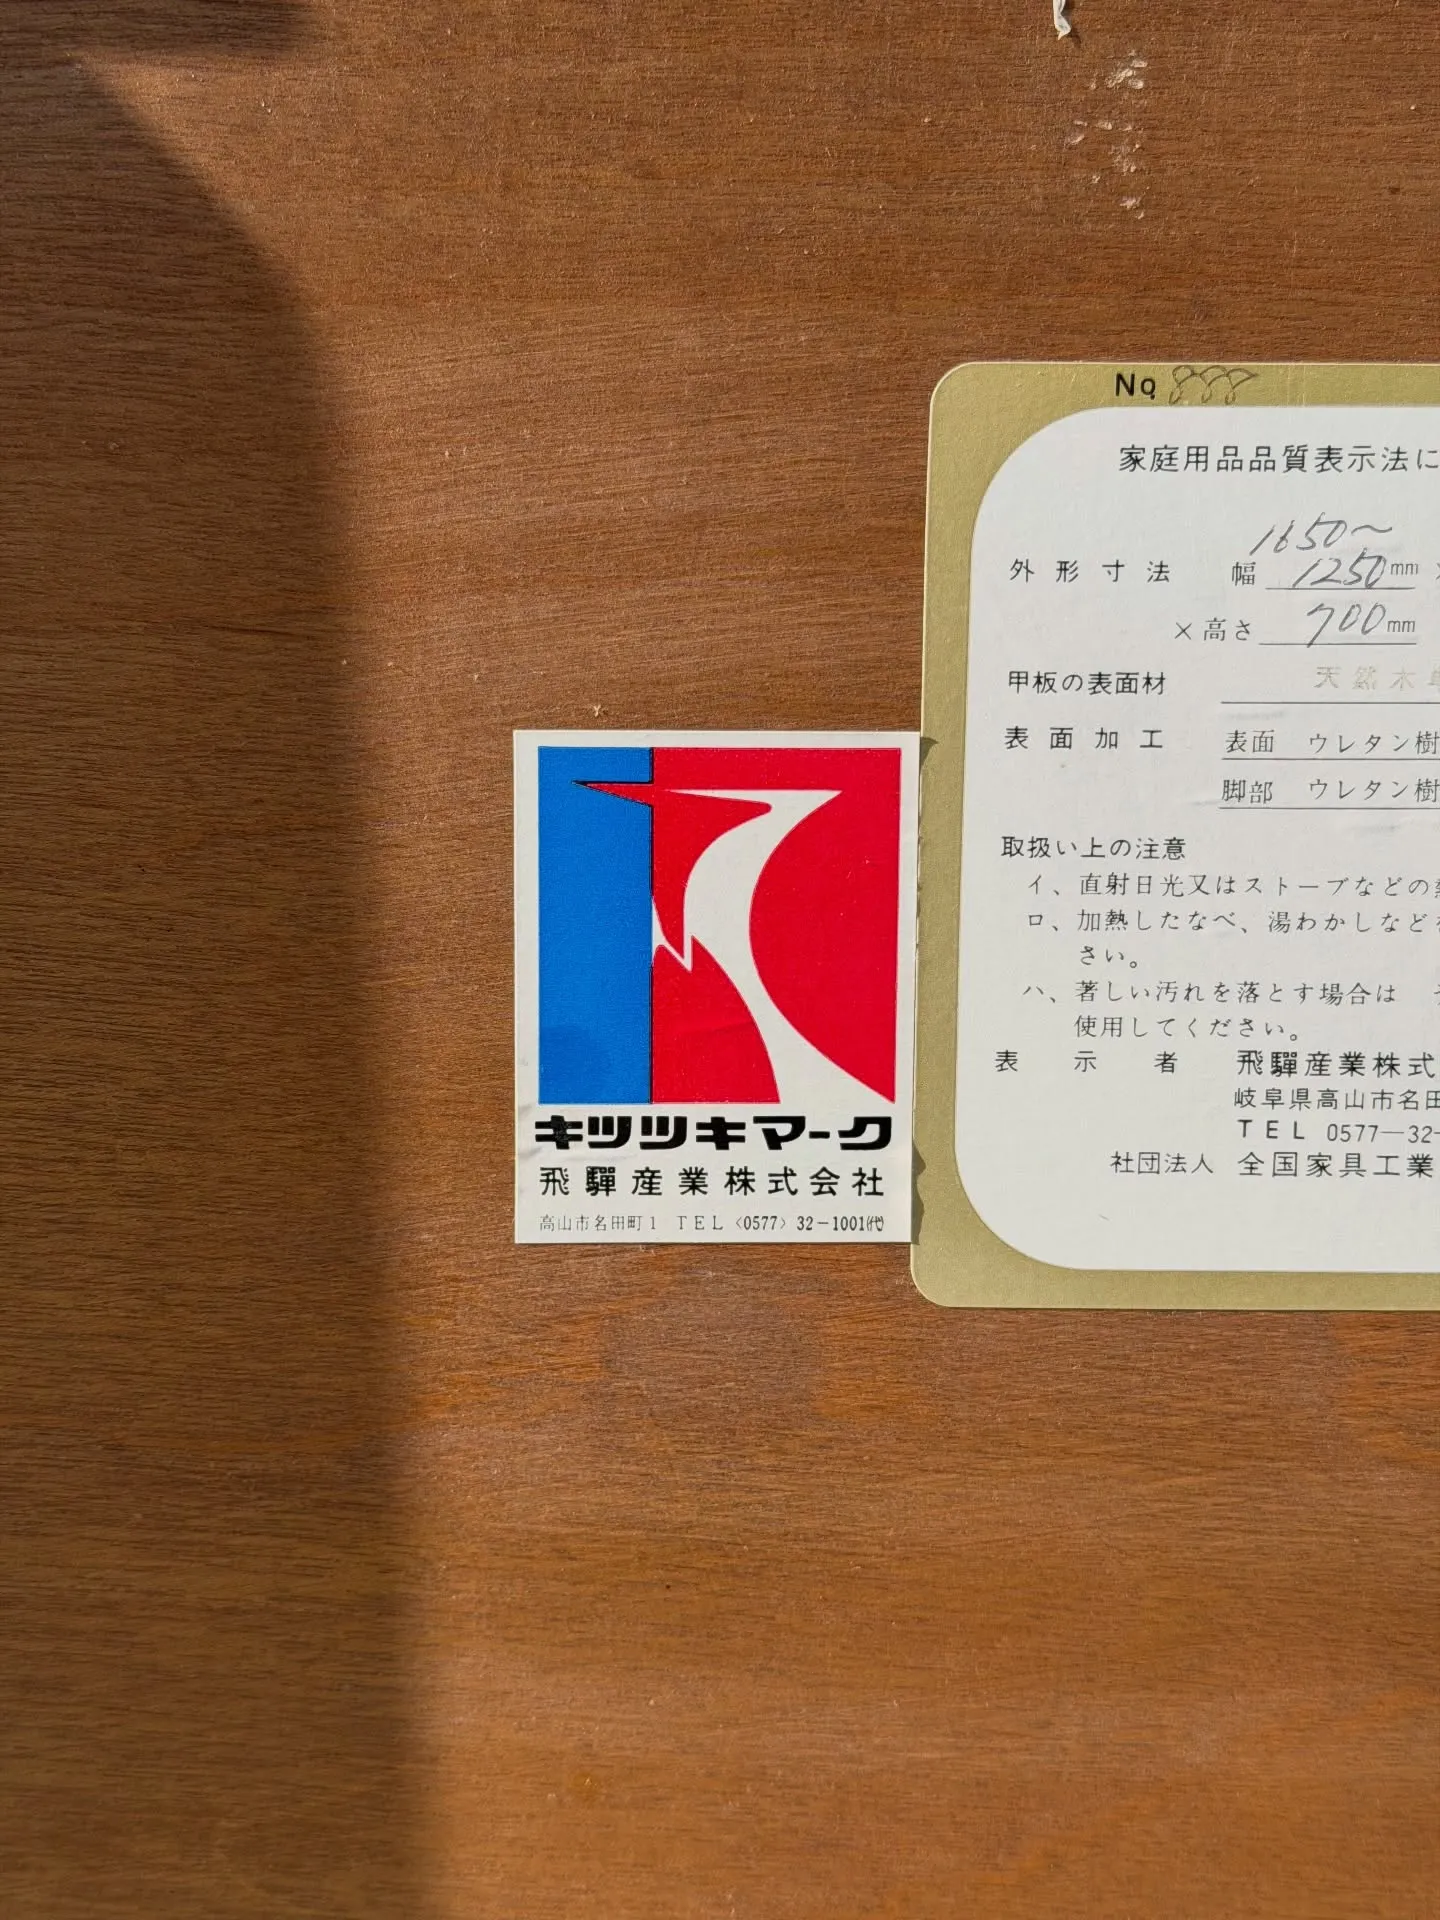 キツツキマーク
飛驒産業株式会社
高山市名田町1 TEL〈0577〉32-1001㈹
No.
家庭用品品質表示法に
1650〜
外形寸法 幅 1250mm
×高さ 700mm
甲板の表面材 天然木
表面加工 表面 ウレタン樹
脚部 ウレタン樹
取扱い上の注意
イ、直射日光又はストーブなどの
ロ、加熱したなべ、湯わかしなど
さい。
ハ、著しい汚れを落とす場合は
使用してください。
表示者 飛驒産業株式
岐阜県高山市名田
TEL 0577-32-
社団法人 全国家具工業